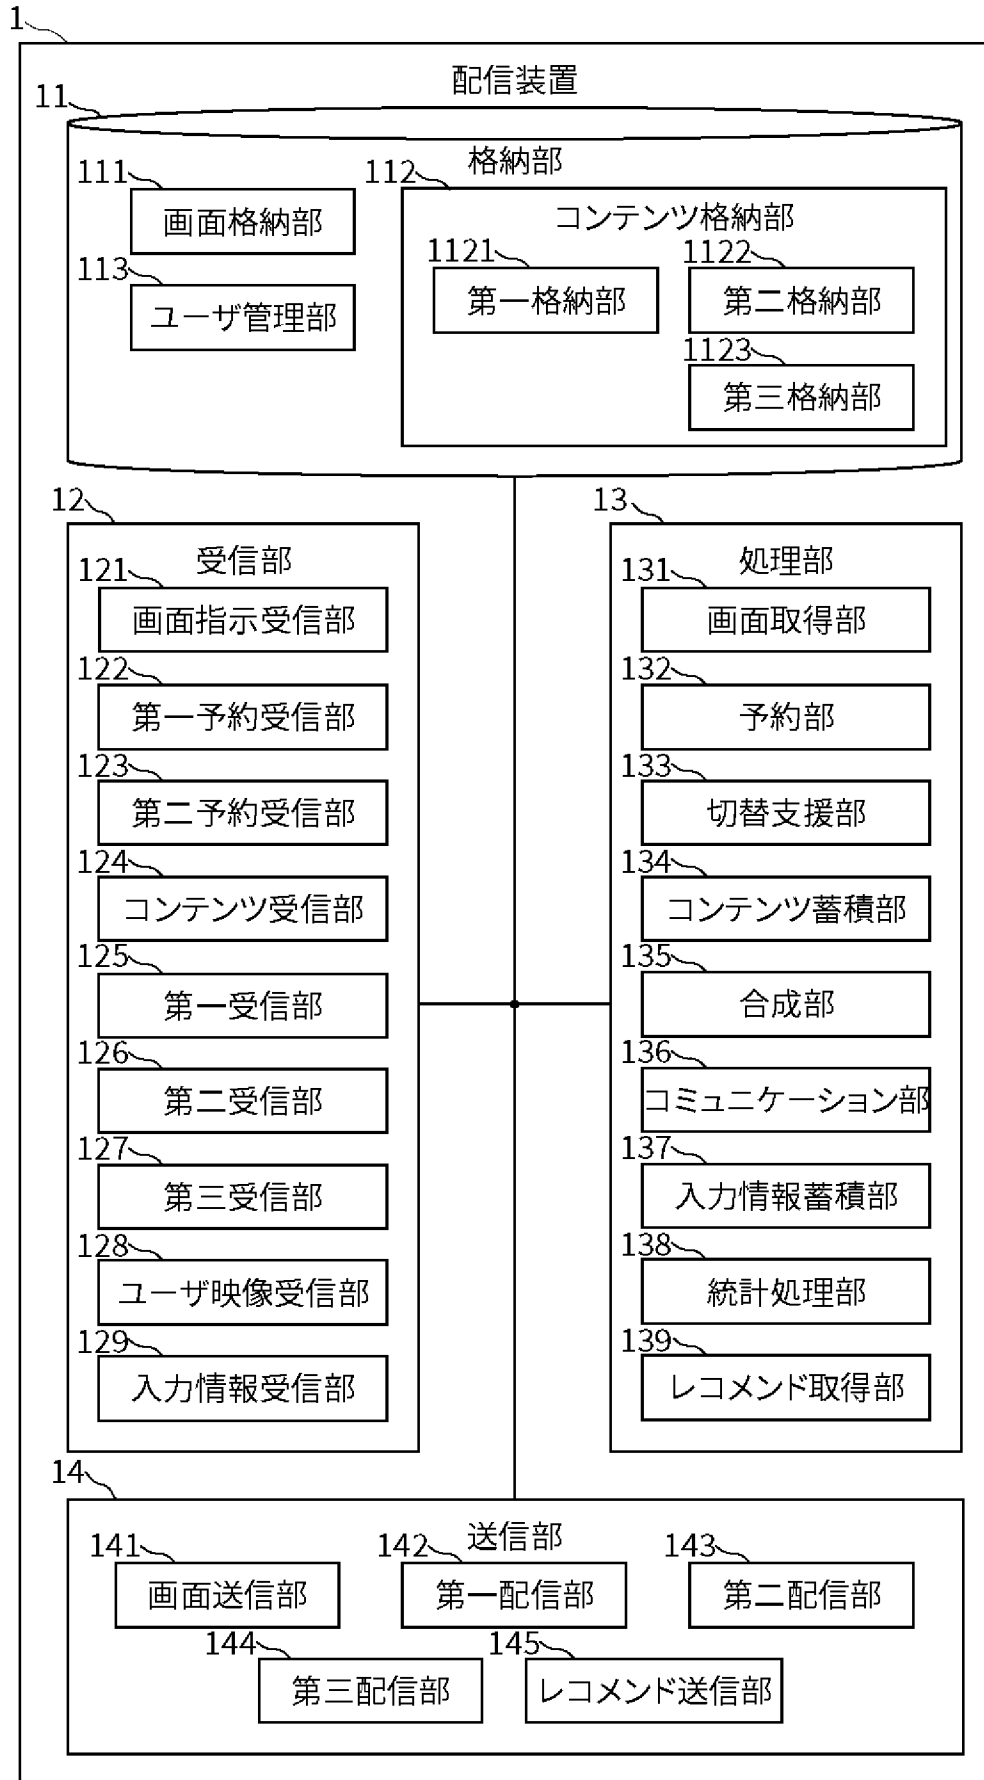 1
配信装置
11
格納部
111
画面格納部
112
コンテンツ格納部
1121
第一格納部
1122
第二格納部
113
ユーザ管理部
1123
第三格納部
12
受信部
121
画面指示受信部
122
第一予約受信部
123
第二予約受信部
124
コンテンツ受信部
125
第一受信部
126
第二受信部
127
第三受信部
128
ユーザ映像受信部
129
入力情報受信部
13
処理部
131
画面取得部
132
予約部
133
切替支援部
134
コンテンツ蓄積部
135
合成部
136
コミュニケーション部
137
入力情報蓄積部
138
統計処理部
139
レコメンド取得部
14
送信部
141
画面送信部
142
第一配信部
143
第二配信部
144
第三配信部
145
レコメンド送信部